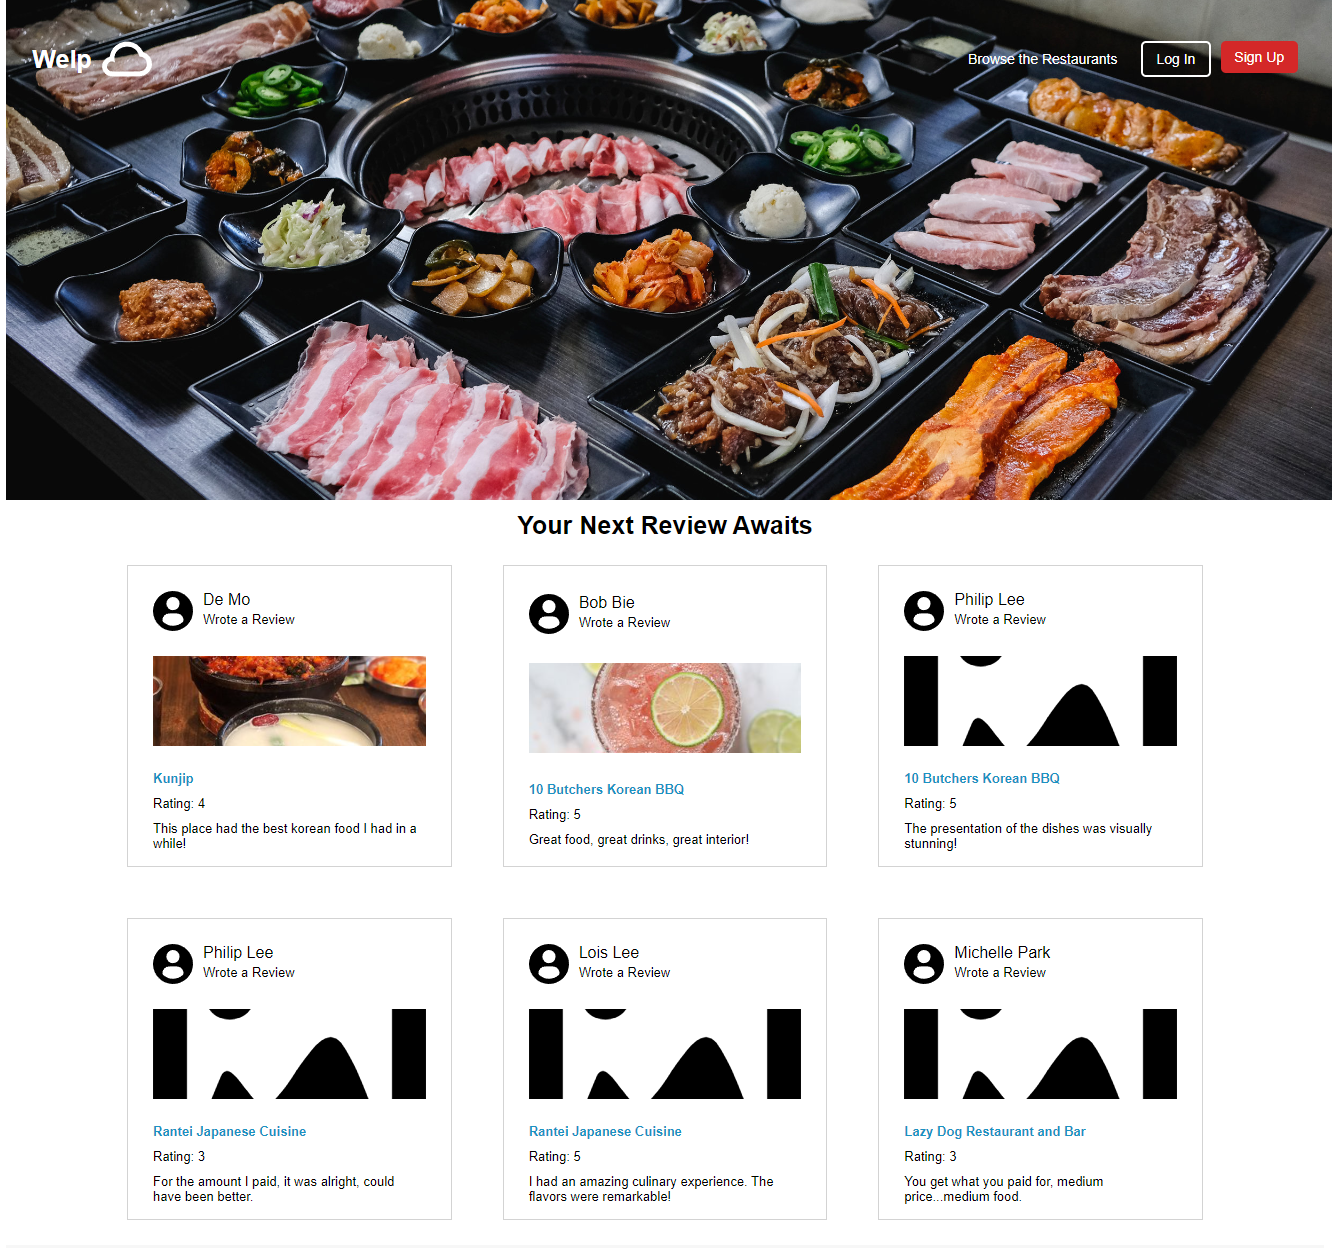 Welp
Browse the Restaurants
Log In
Sign Up
Your Next Review Awaits
De Mo
Wrote a Review
Kunjip
Rating: 4
This place had the best korean food I had in a
while!
Bob Bie
Wrote a Review
10 Butchers Korean BBQ
Rating: 5
Great food, great drinks, great interior!
Philip Lee
Wrote a Review
10 Butchers Korean BBQ
Rating: 5
The presentation of the dishes was visually
stunning!
Philip Lee
Wrote a Review
Rantei Japanese Cuisine
Rating: 3
For the amount I paid, it was alright, could
have been better.
Lois Lee
Wrote a Review
Rantei Japanese Cuisine
Rating: 5
I had an amazing culinary experience. The
flavors were remarkable!
Michelle Park
Wrote a Review
Lazy Dog Restaurant and Bar
Rating: 3
You get what you paid for, medium
price...medium food.